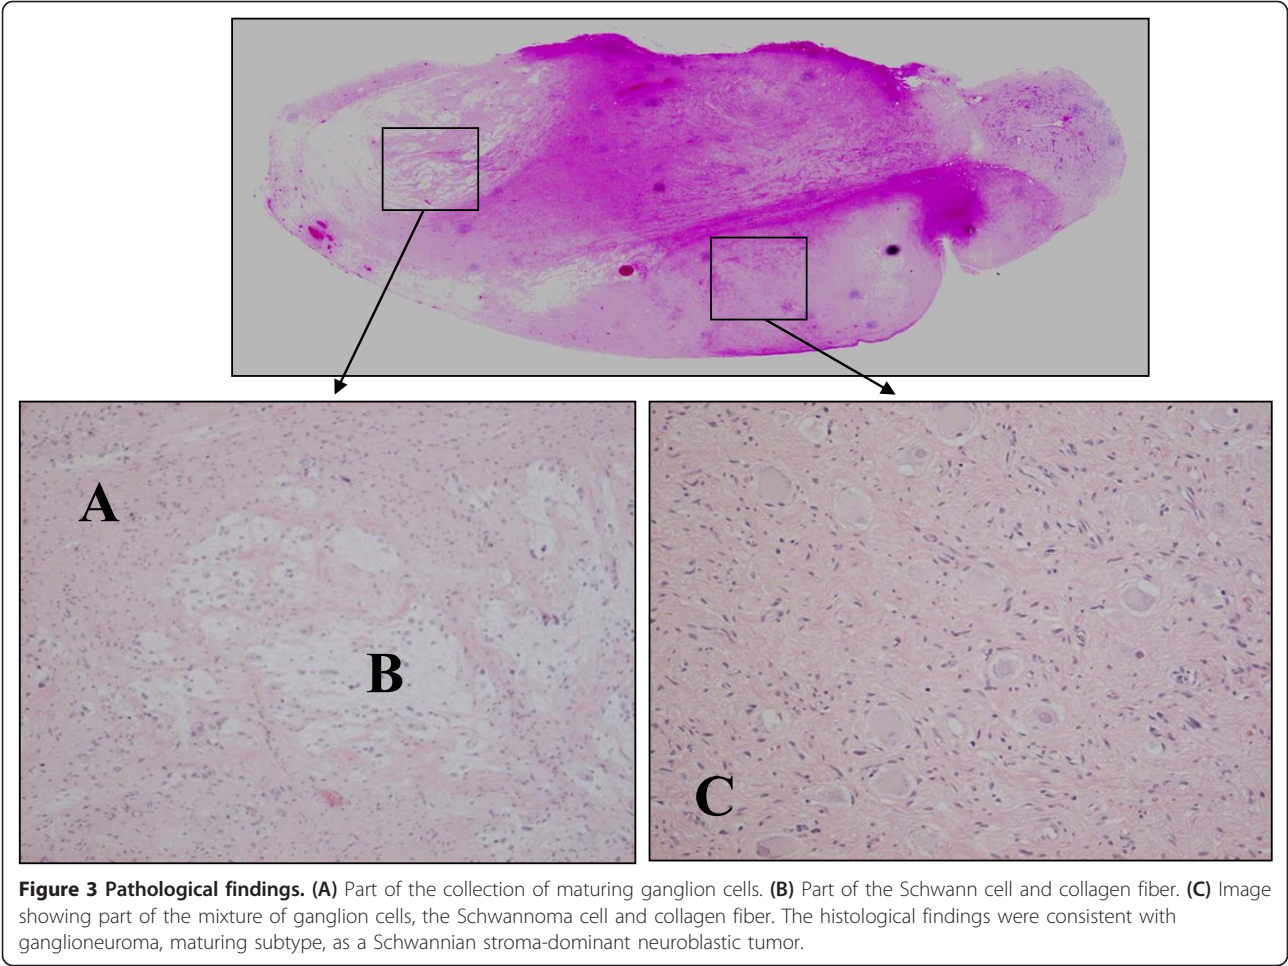 A
B
C
Figure 3 Pathological findings. (A) Part of the collection of maturing ganglion cells. (B) Part of the Schwann cell and collagen fiber. (C) Image
showing part of the mixture of ganglion cells, the Schwannoma cell and collagen fiber. The histological findings were consistent with
ganglioneuroma, maturing subtype, as a Schwannian stroma-dominant neuroblastic tumor.